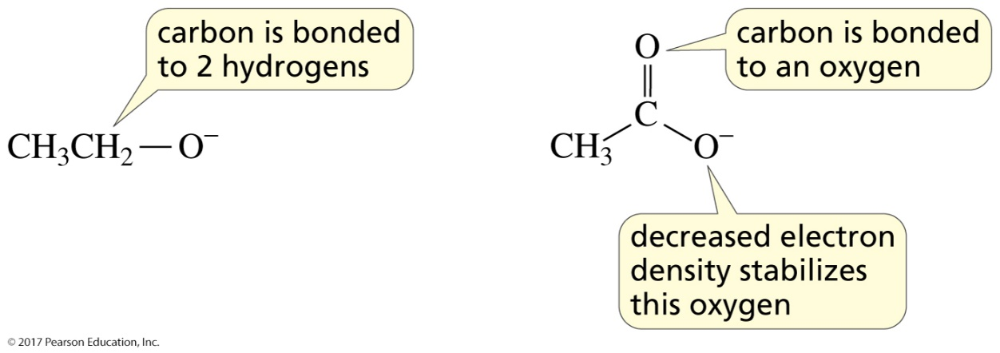 carbon is bonded
to 2 hydrogens
CH₃CH₂—O⁻
carbon is bonded
to an oxygen
O
C
CH₃
O⁻
decreased electron
density stabilizes
this oxygen
© 2017 Pearson Education, Inc.